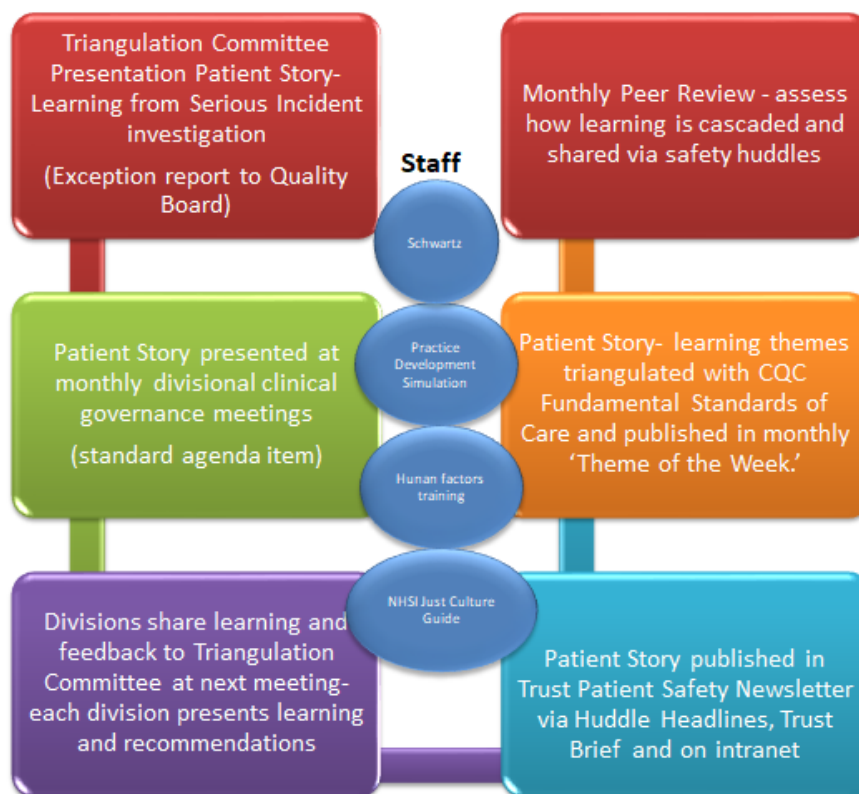 Triangulation Committee
Presentation Patient Story-
Learning from Serious Incident
investigation
(Exception report to Quality
Board)
Monthly Peer Review - assess
how learning is cascaded and
shared via safety huddles
Staff
Schwartz
Practice
Development
Simulation
Hunan factors
training
NHSI Just Culture
Guide
Patient Story presented at
monthly divisional clinical
governance meetings
(standard agenda item)
Patient Story- learning themes
triangulated with CQC
Fundamental Standards of
Care and published in monthly
‘Theme of the Week.’
Divisions share learning and
feedback to Triangulation
Committee at next meeting-
each division presents learning
and recommendations
Patient Story published in
Trust Patient Safety Newsletter
via Huddle Headlines, Trust
Brief and on intranet